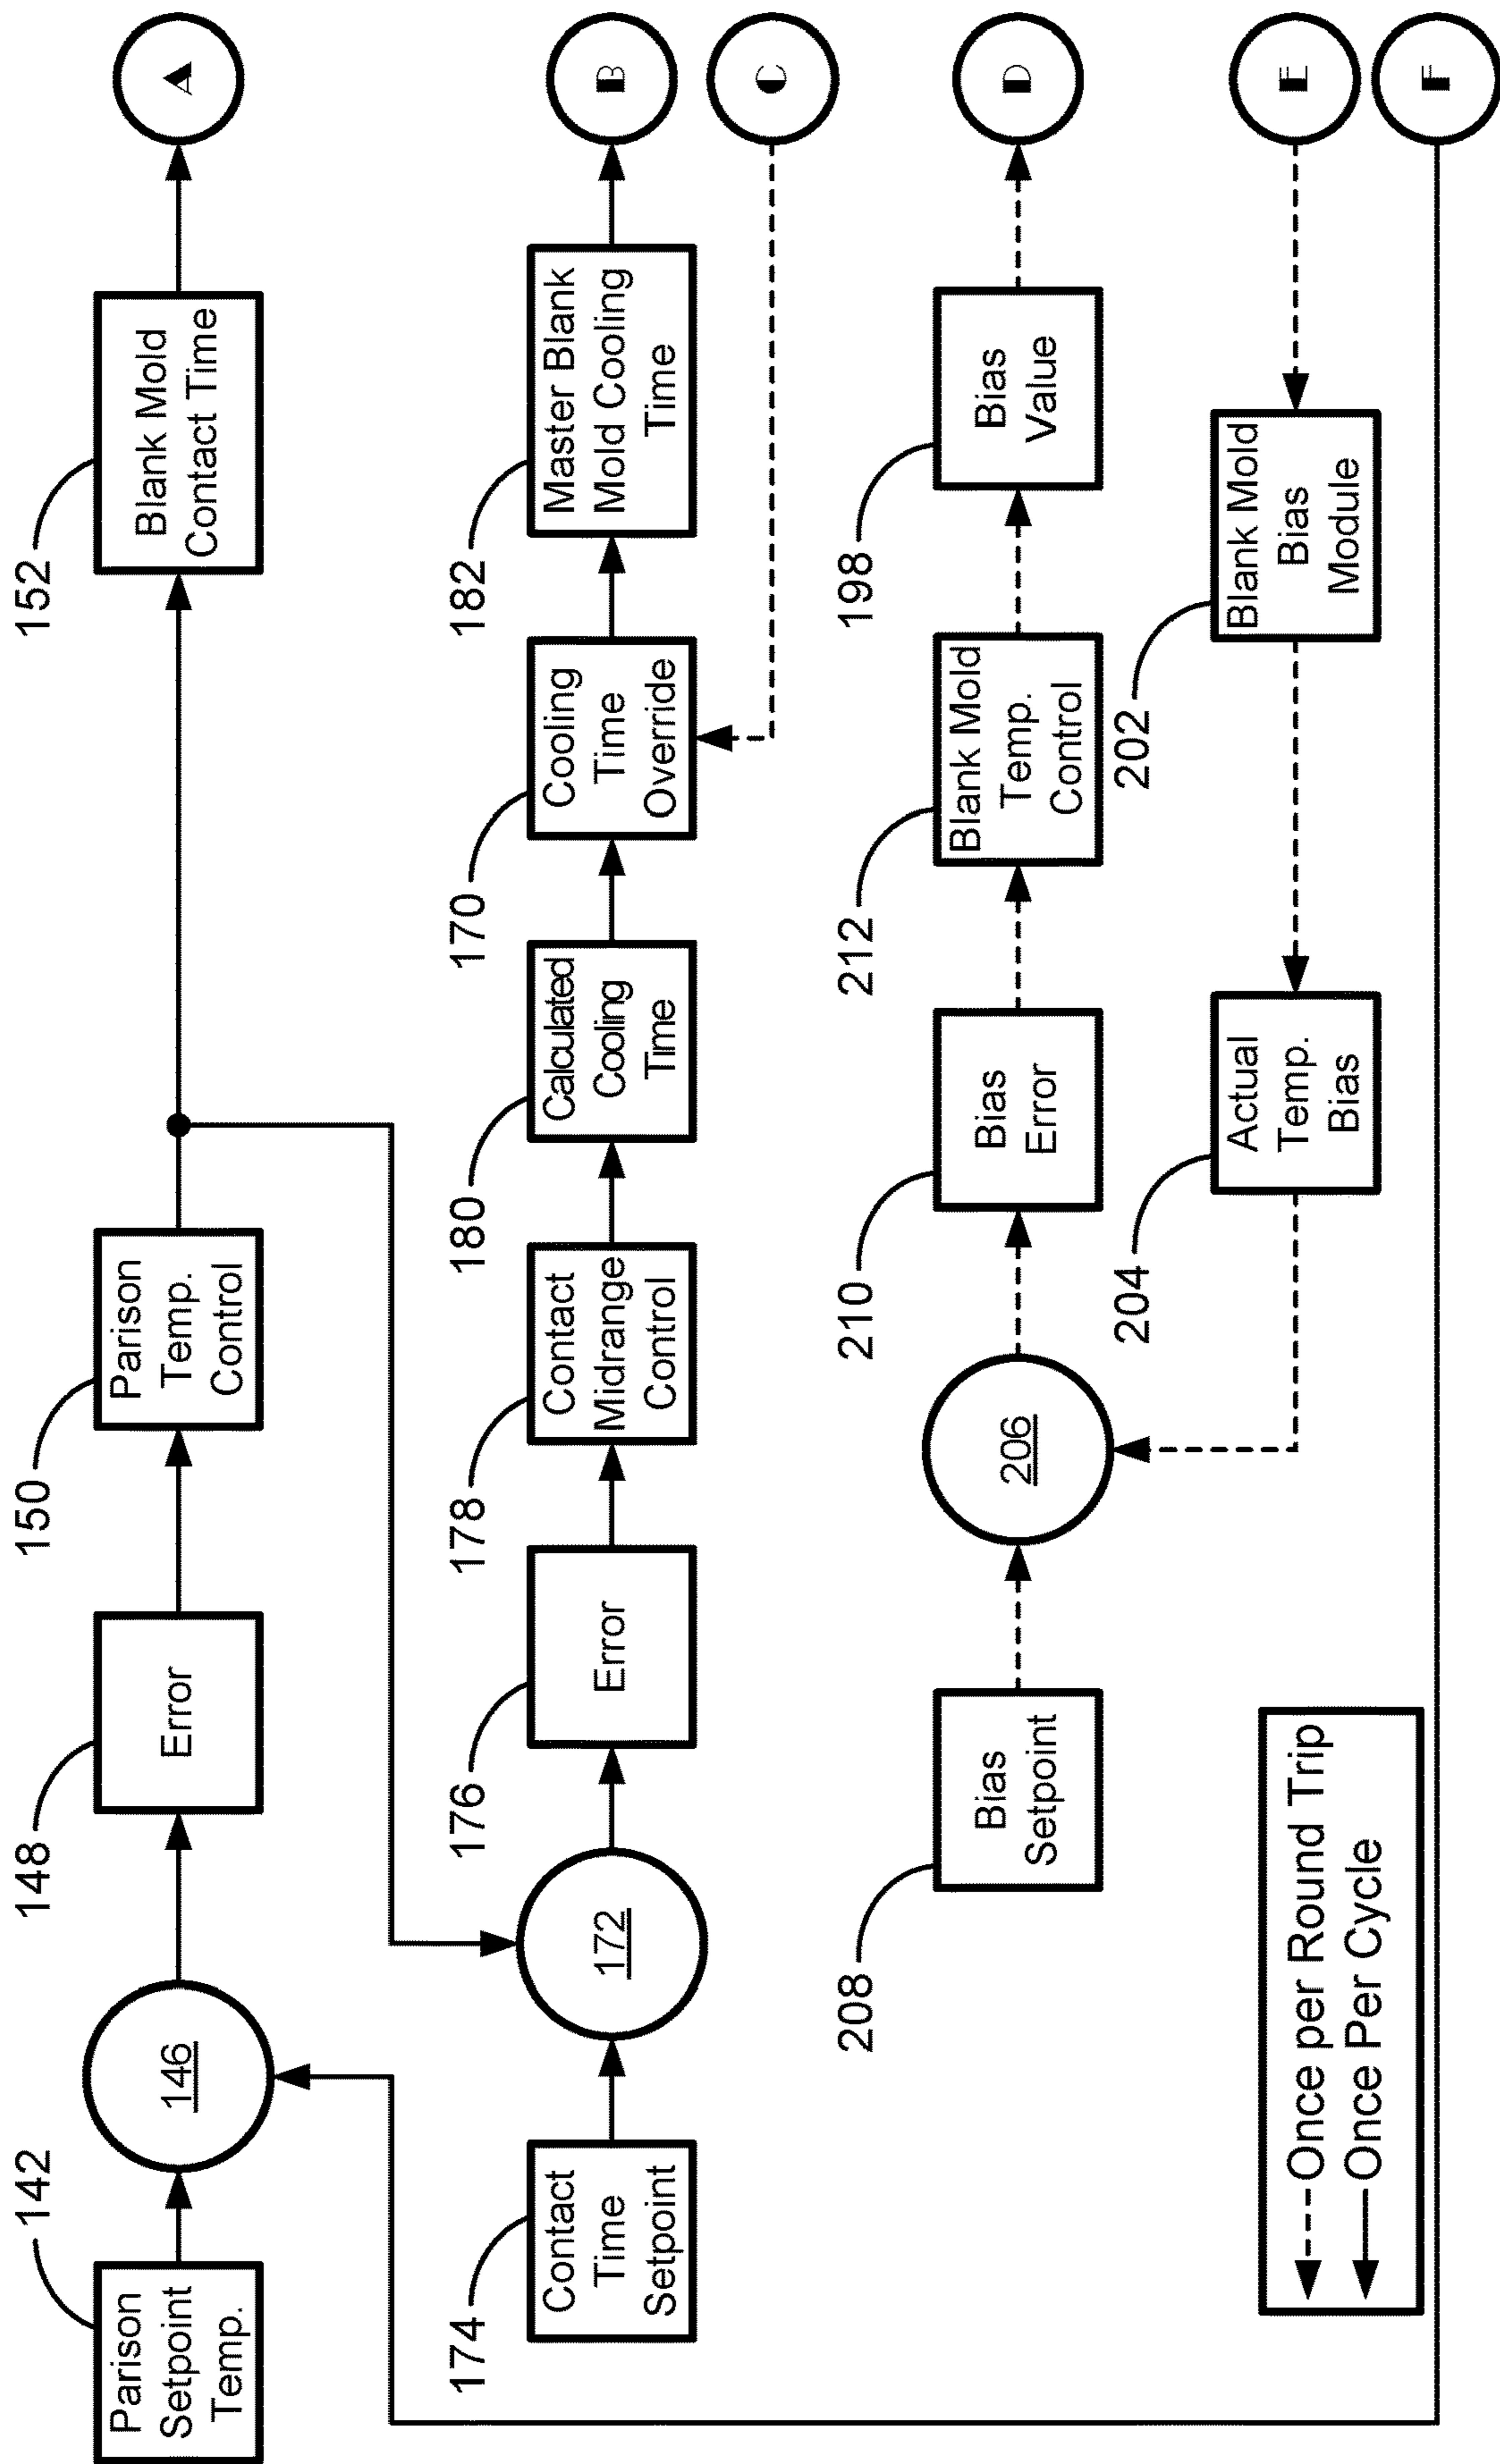 142
Parison
Setpoint
Temp.
146
148
Error
150
Parison
Temp.
Control
152
Blank Mold
Contact Time
A
174
Contact
Time
Setpoint
172
176
Error
178
Contact
Midrange
Control
180
Calculated
Cooling
Time
170
Cooling
Time
Override
182
Master Blank
Mold Cooling
Time
B
C
208
Bias
Setpoint
206
210
Bias
Error
212
Blank Mold
Temp.
Control
198
Bias
Value
D
204
Actual
Temp.
Bias
202
Blank Mold
Bias
Module
E
Once per Round Trip
Once Per Cycle
F